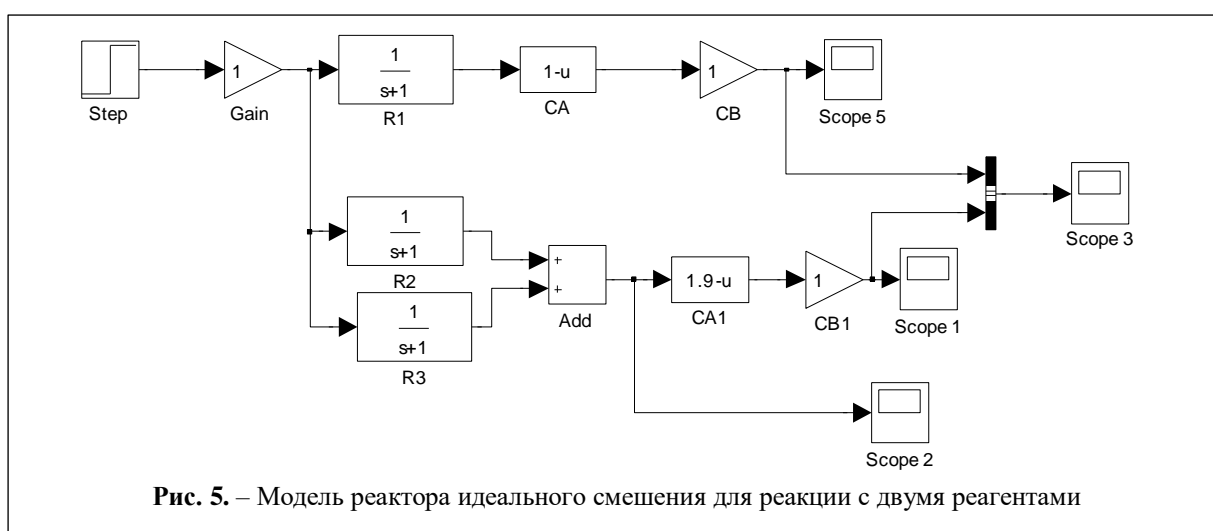 Step
1
Gain
1
s+1
R1
1-u
CA
1
CB
Scope 5
Scope 3
1
s+1
R2
1
s+1
R3
+
+
Add
1.9-u
CA1
1
CB1
Scope 1
Scope 2
Рис. 5. – Модель реактора идеального смешения для реакции с двумя реагентами